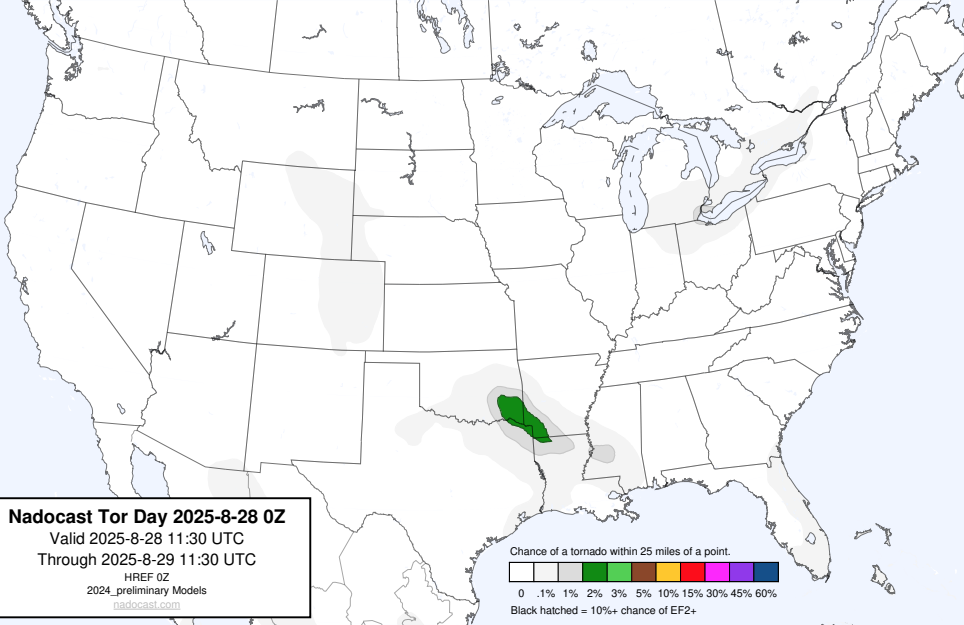 Nadocast Tor Day 2025-8-28 0Z
Valid 2025-8-28 11:30 UTC
Through 2025-8-29 11:30 UTC
HREF 0Z
2024_preliminary Models
nadocast.com
Chance of a tornado within 25 miles of a point.
0 .1% 1% 2% 3% 5% 10% 15% 30% 45% 60%
Black hatched = 10%+ chance of EF2+